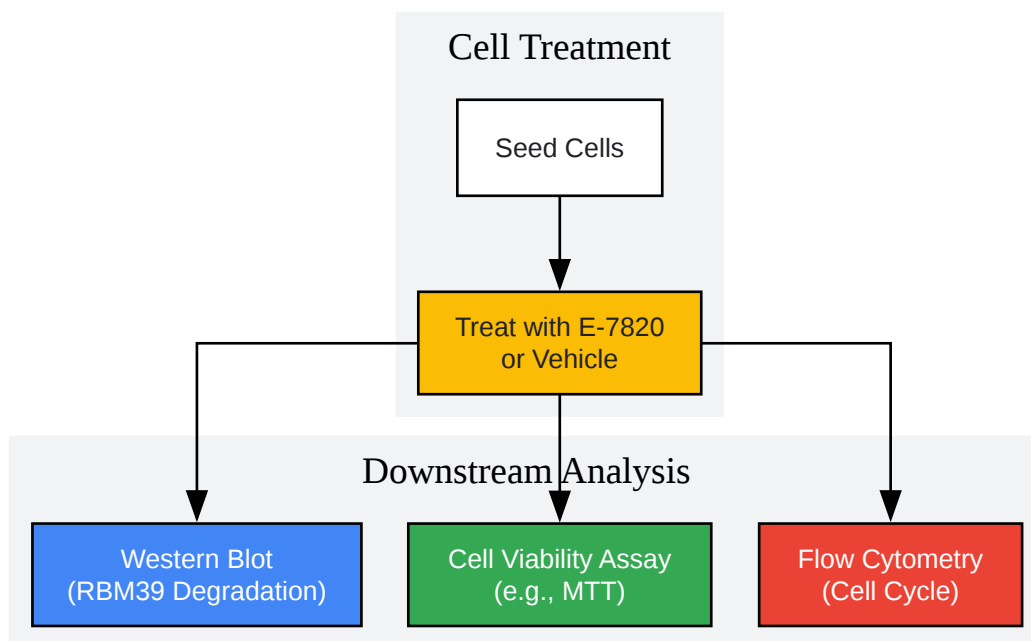 Cell Treatment
Seed Cells
Treat with E-7820
or Vehicle
Downstream Analysis
Western Blot
(RBM39 Degradation)
Cell Viability Assay
(e.g., MTT)
Flow Cytometry
(Cell Cycle)